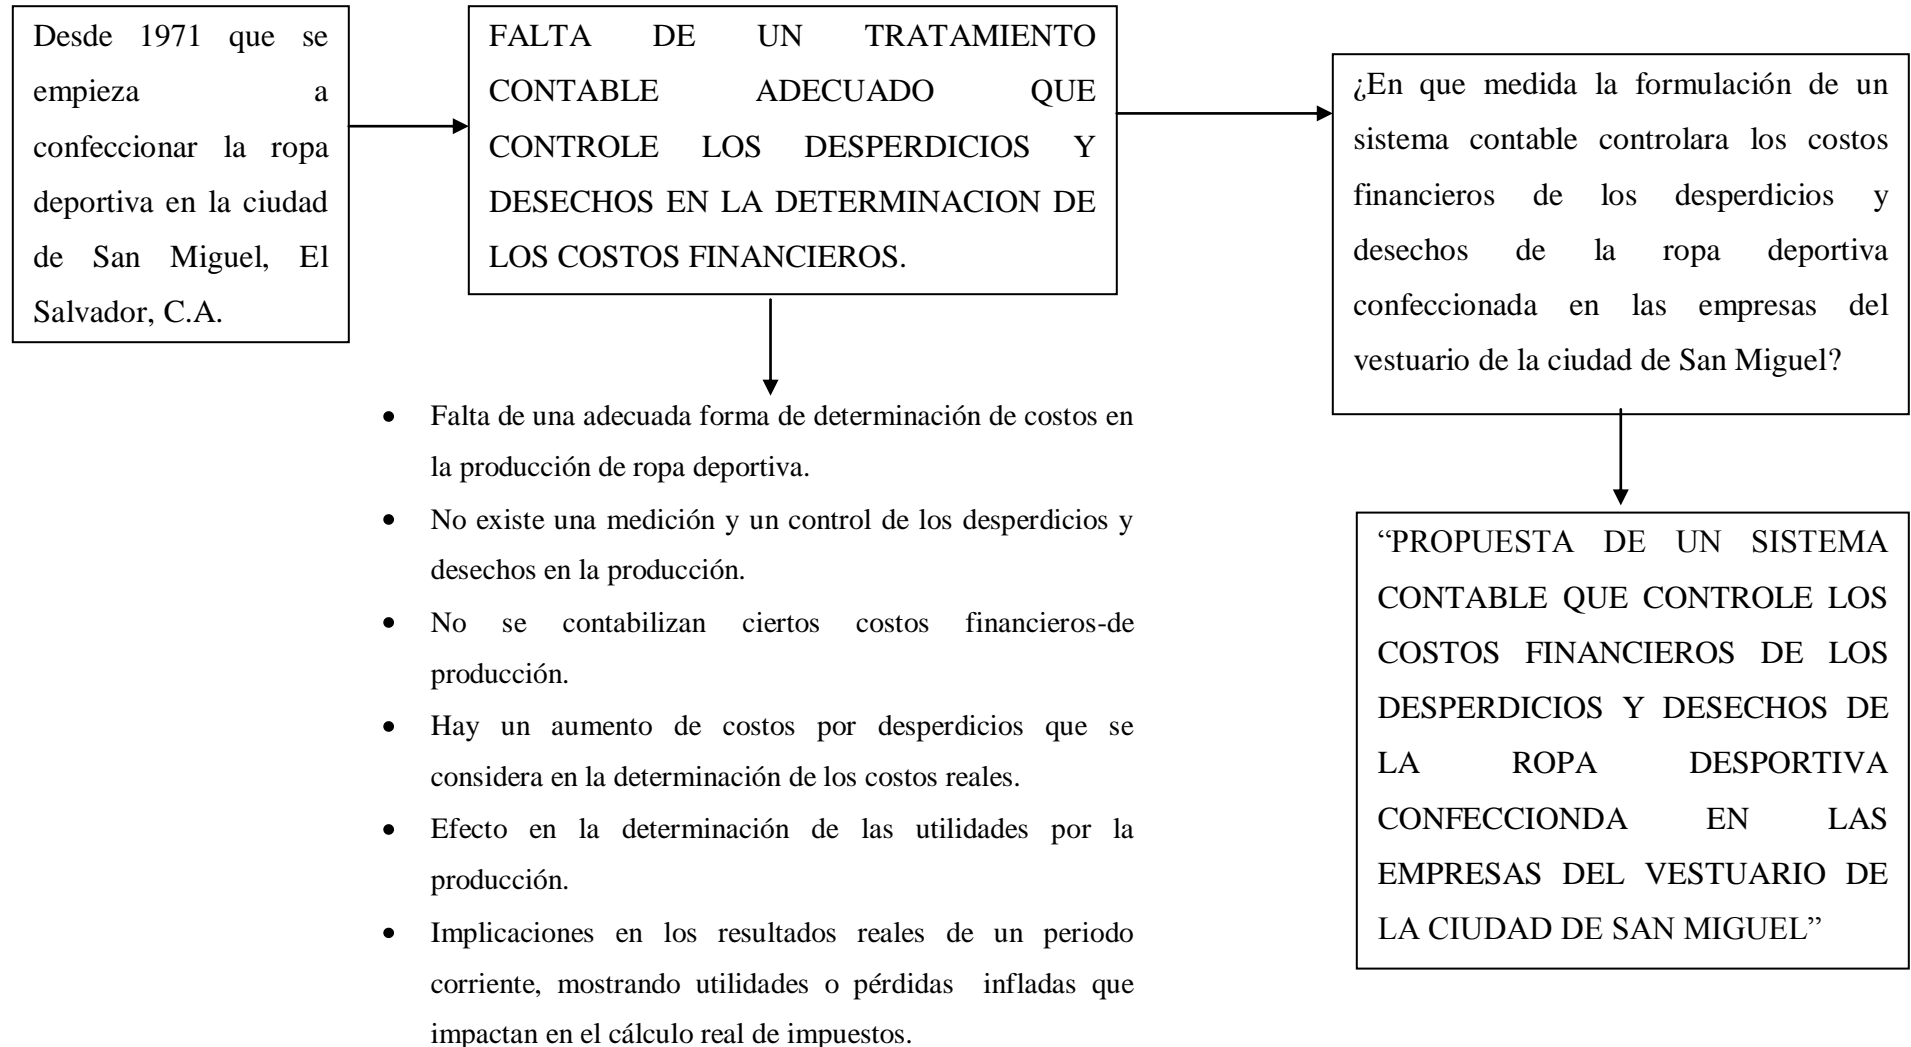 Desde 1971 que se
empieza a
confeccionar la ropa
deportiva en la ciudad
de San Miguel, El
Salvador, C.A.
FALTA DE UN TRATAMIENTO
CONTABLE ADECUADO QUE
CONTROLE LOS DESPERDICIOS Y
DESECHOS EN LA DETERMINACION DE
LOS COSTOS FINANCIEROS.
• Falta de una adecuada forma de determinación de costos en
la producción de ropa deportiva.
• No existe una medición y un control de los desperdicios y
desechos en la producción.
• No se contabilizan ciertos costos financieros-de
producción.
• Hay un aumento de costos por desperdicios que se
considera en la determinación de los costos reales.
• Efecto en la determinación de las utilidades por la
producción.
• Implicaciones en los resultados reales de un periodo
corriente, mostrando utilidades o pérdidas infladas que
impactan en el cálculo real de impuestos.
¿En que medida la formulación de un
sistema contable controlara los costos
financieros de los desperdicios y
desechos de la ropa deportiva
confeccionada en las empresas del
vestuario de la ciudad de San Miguel?
“PROPUESTA DE UN SISTEMA
CONTABLE QUE CONTROLE LOS
COSTOS FINANCIEROS DE LOS
DESPERDICIOS Y DESECHOS DE
LA ROPA DESPORTIVA
CONFECCIONDA EN LAS
EMPRESAS DEL VESTUARIO DE
LA CIUDAD DE SAN MIGUEL”